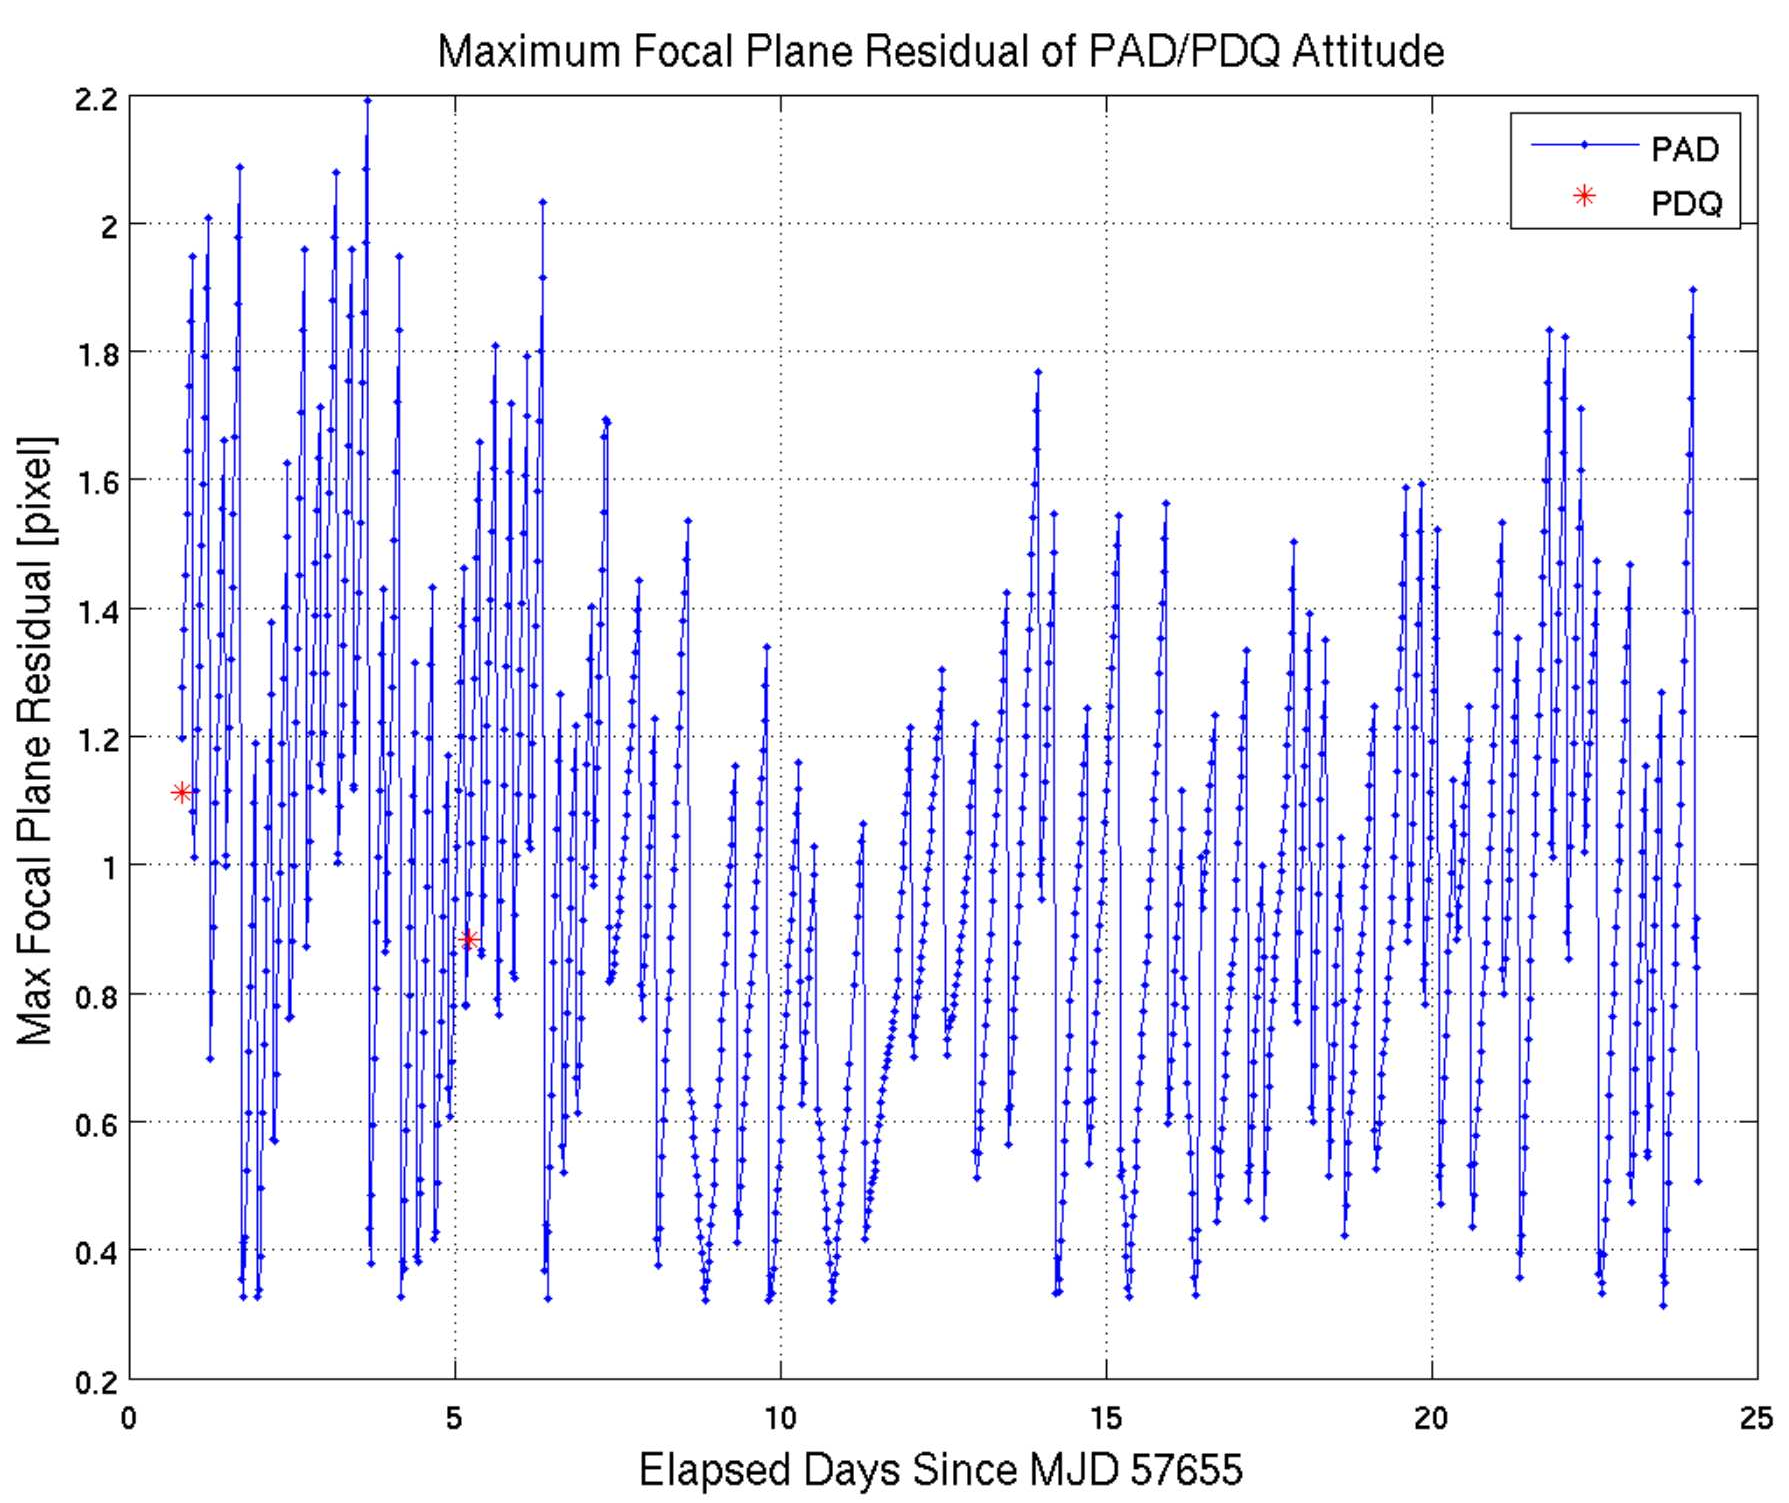 Maximum Focal Plane Residual of PAD/PDQ Attitude
PAD
PDQ
Max Focal Plane Residual [pixel]
2.2
2
1.8
1.6
1.4
1.2
1
0.8
0.6
0.4
0.2
0 5 10 15 20 25
Elapsed Days Since MJD 57655